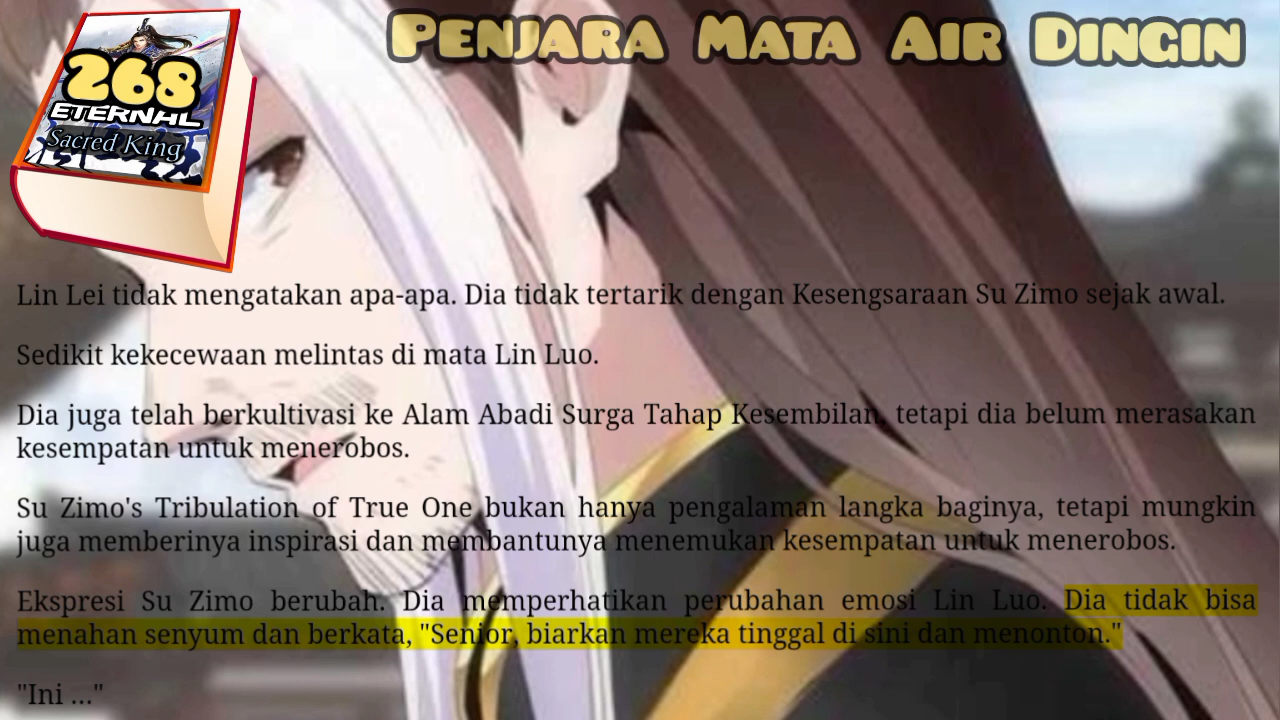 Penjara Mata Air Dingin
268
ETERNAL
Sacred King
Lin Lei tidak mengatakan apa-apa. Dia tidak tertarik dengan Kesengsaraan Su Zimo sejak awal.
Sedikit kekecewaan melintas di mata Lin Luo.
Dia juga telah berkultivasi ke Alam Abadi Surga Tahap Kesembilan, tetapi dia belum merasakan
kesempatan untuk menerobos.
Su Zimo's Tribulation of True One bukan hanya pengalaman langka baginya, tetapi mungkin
juga memberinya inspirasi dan membantunya menemukan kesempatan untuk menerobos.
Ekspresi Su Zimo berubah. Dia memperhatikan perubahan emosi Lin Luo. Dia tidak bisa
menahan senyum dan berkata, "Senior, biarkan mereka tinggal di sini dan menonton."
"Ini ..."